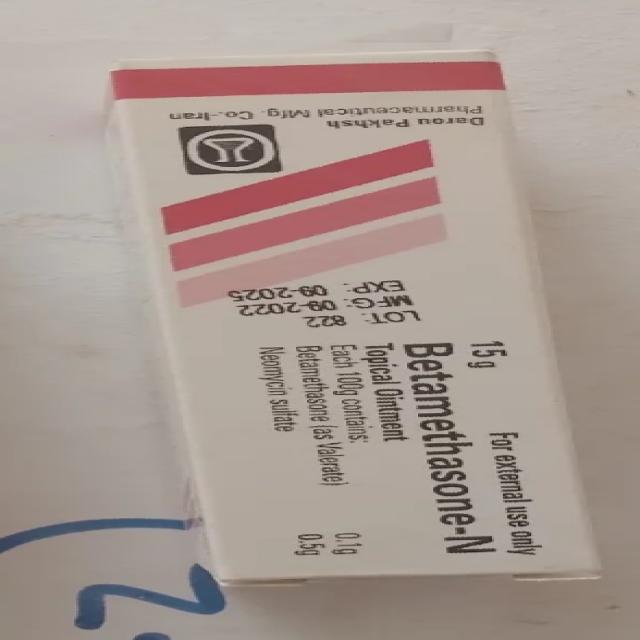 Darou Pakhsh
Pharmaceutical Mfg. Co.-Iran
LOT: 822
MFG: 09-2022
EXP: 09-2025
For external use only
15g
Betamethasone-N
Topical Ointment
Each 100g contains:
Betamethasone (as Valerate) 0.1g
Neomycin sulfate 0.5g
2.